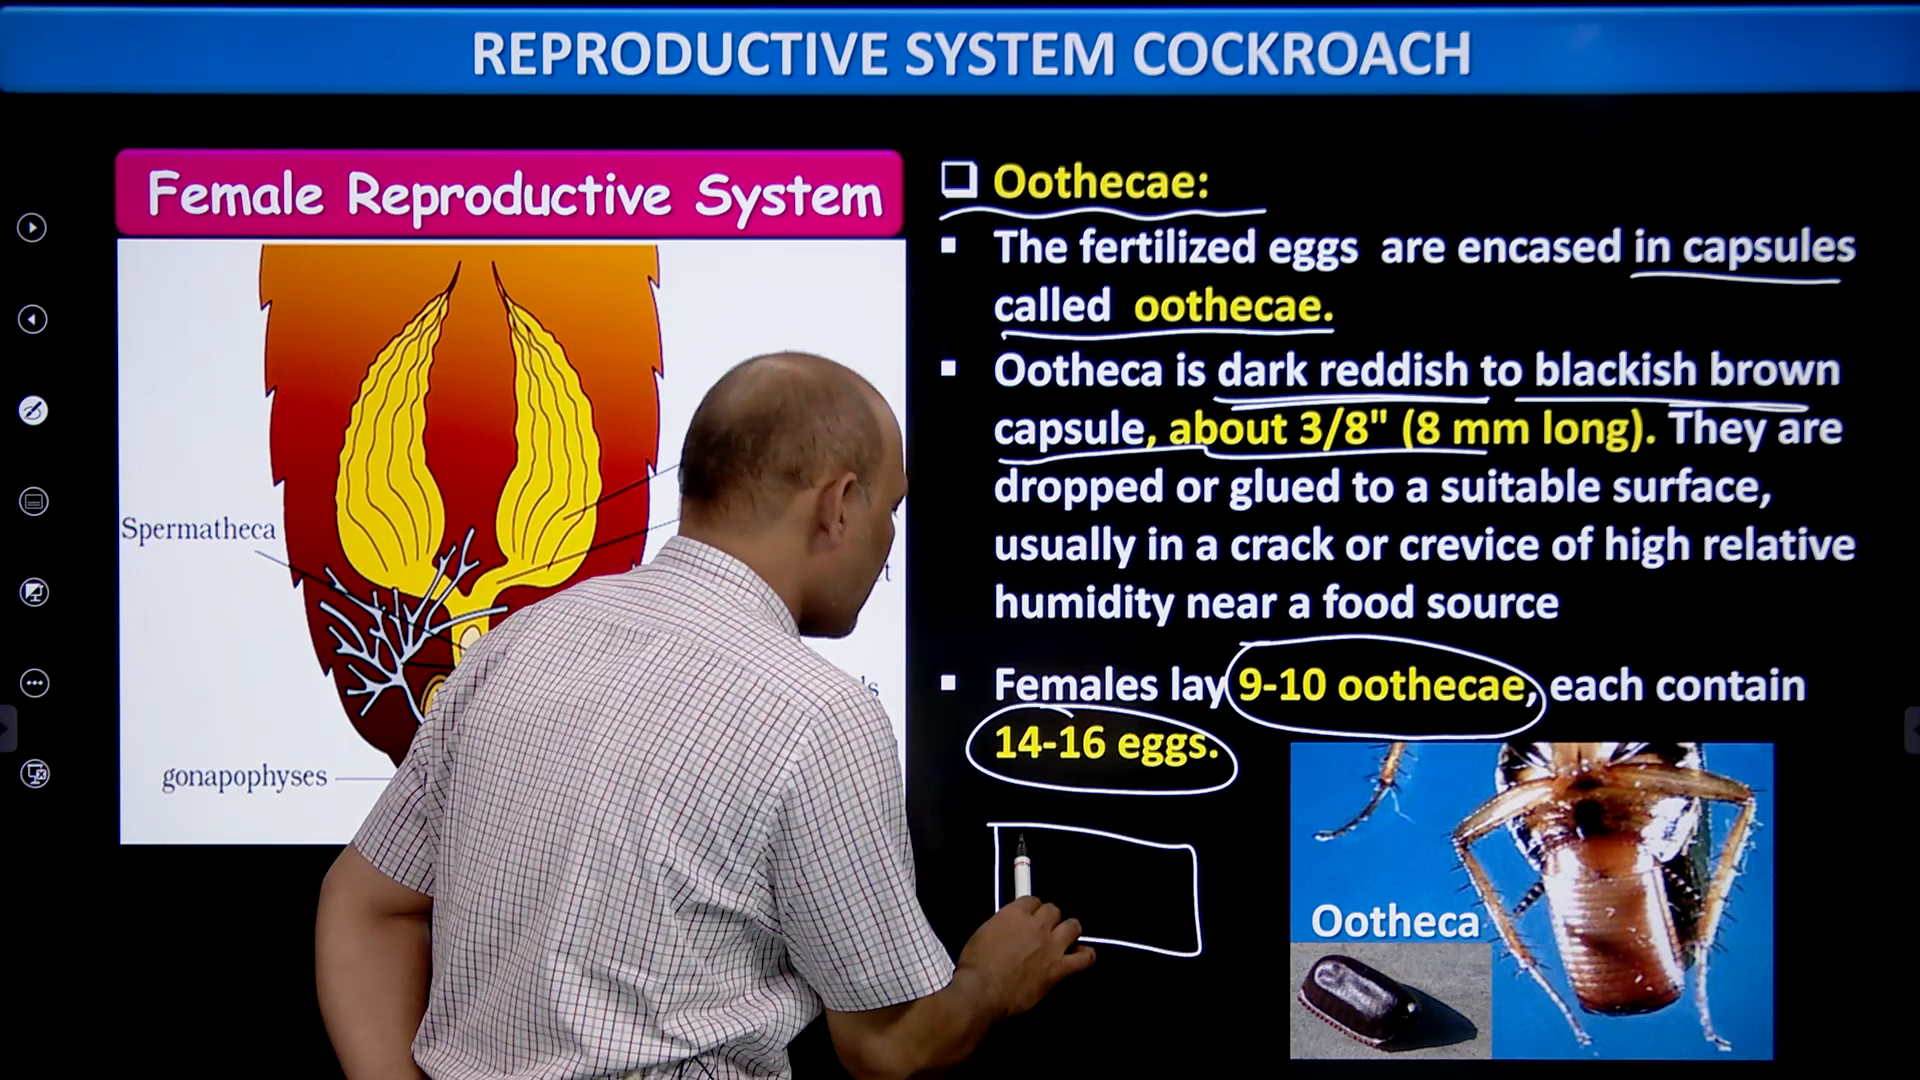 REPRODUCTIVE SYSTEM COCKROACH
Female Reproductive System
Spermatheca
gonapophyses
Oothecae:
The fertilized eggs are encased in capsules
called oothecae.
Ootheca is dark reddish to blackish brown
capsule, about 3/8" (8 mm long). They are
dropped or glued to a suitable surface,
usually in a crack or crevice of high relative
humidity near a food source
Females lay 9-10 oothecae, each contain
14-16 eggs.
Ootheca